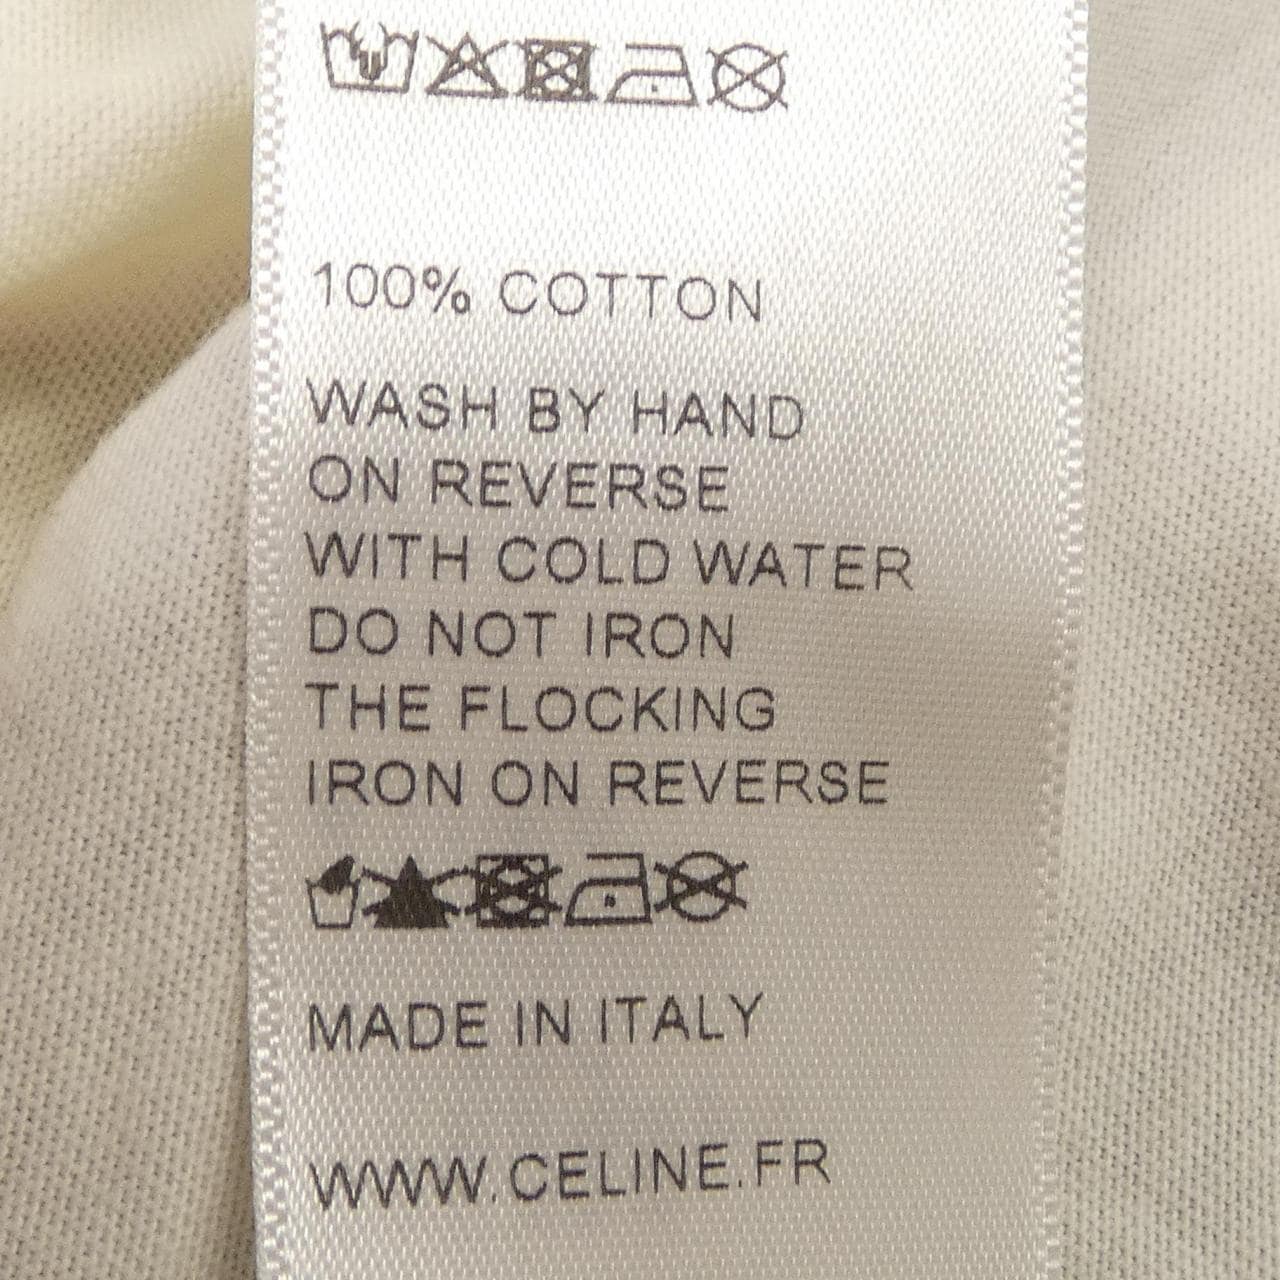 100% COTTON
WASH BY HAND
ON REVERSE
WITH COLD WATER
DO NOT IRON
THE FLOCKING
IRON ON REVERSE
MADE IN ITALY
WWW.CELINE.FR